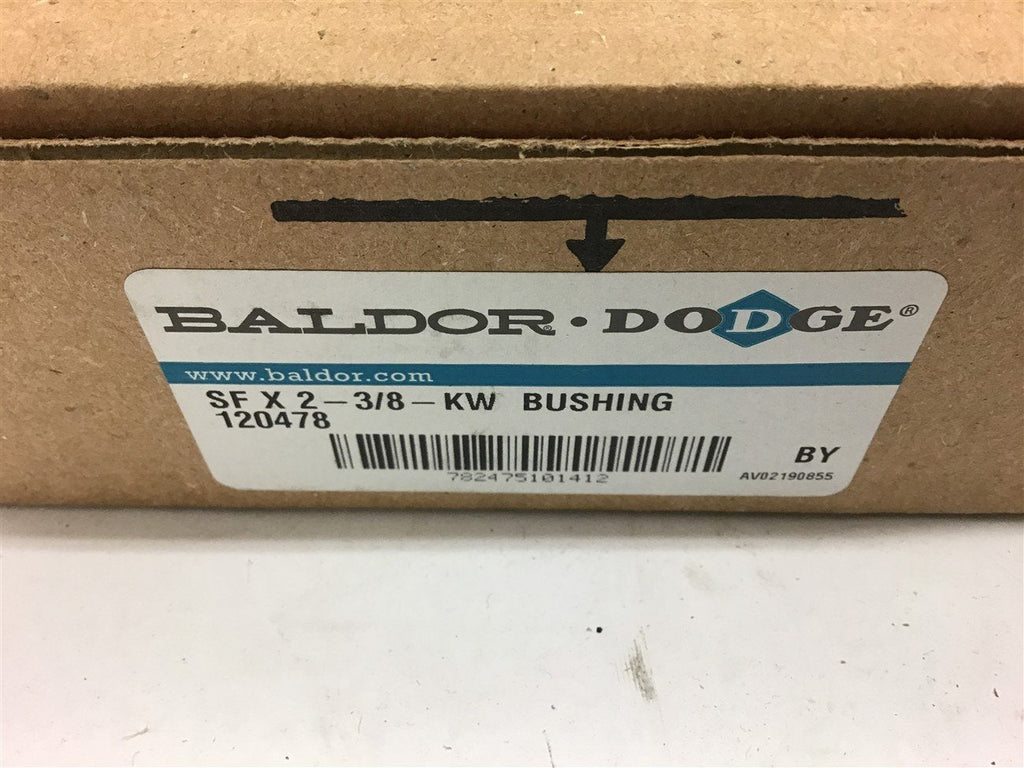 BALDOR® • DODGE®
www.baldor.com
SF X 2-3/8-KW BUSHING
120478
BY
782475101412
AV02190855